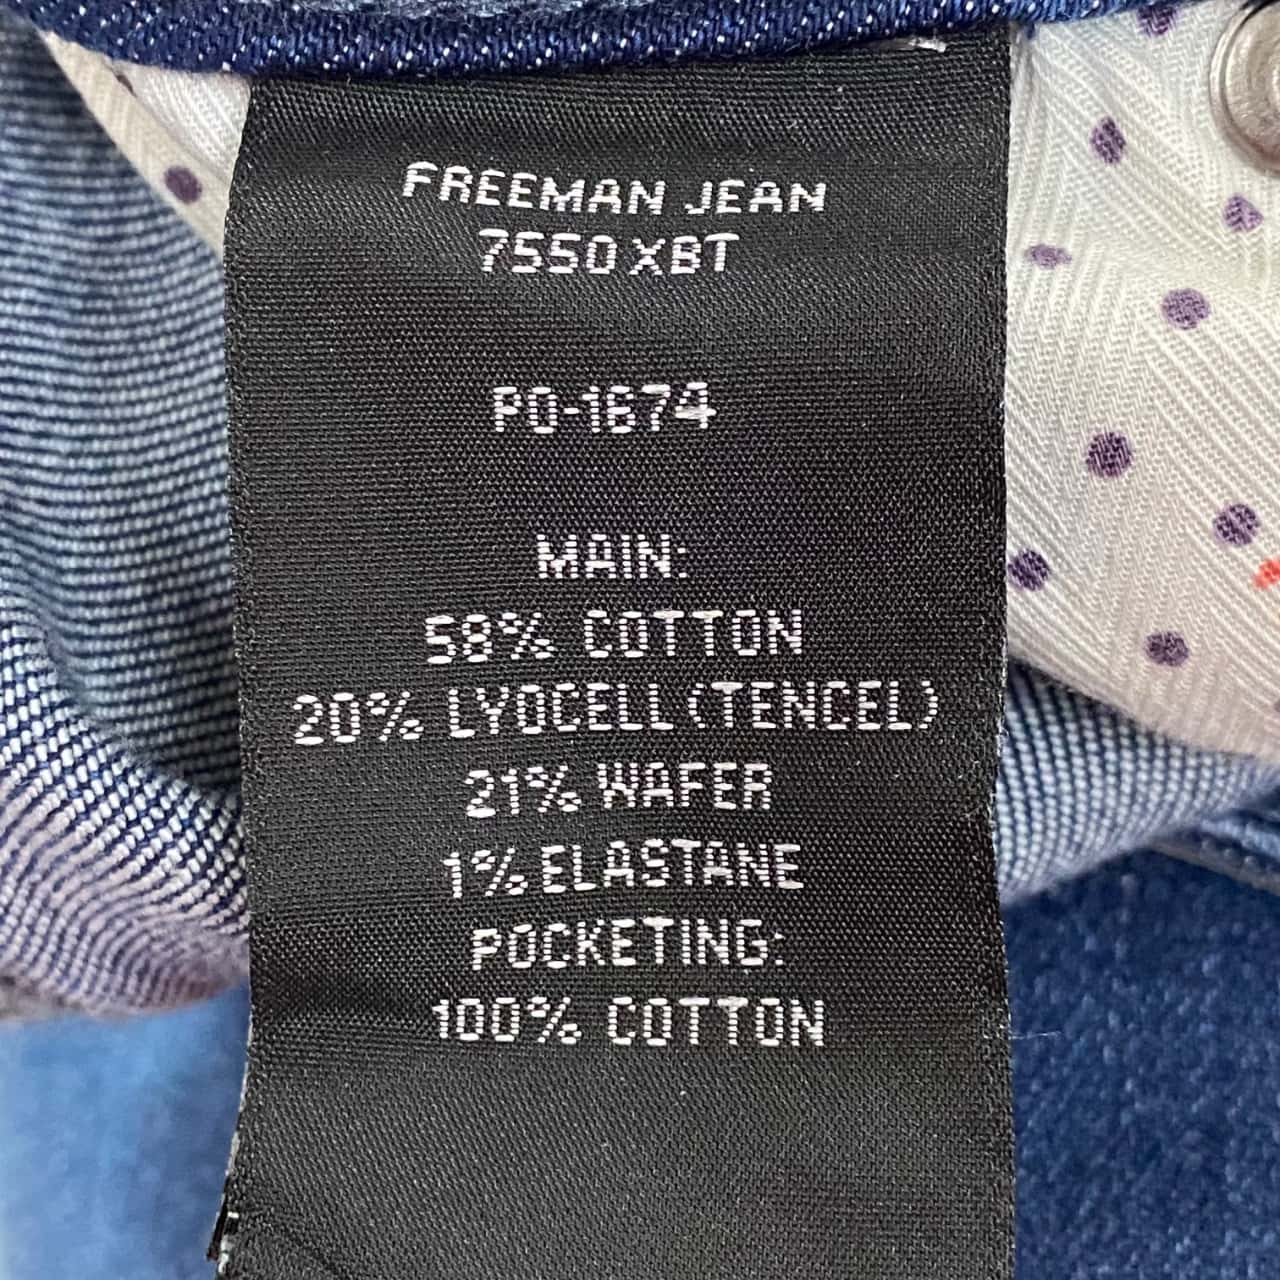 FREEMAN JEAN
7550 XBT
PO-1674
MAIN:
58% COTTON
20% LYOCELL (TENCEL)
21% WAFER
1% ELASTANE
POCKETING:
100% COTTON